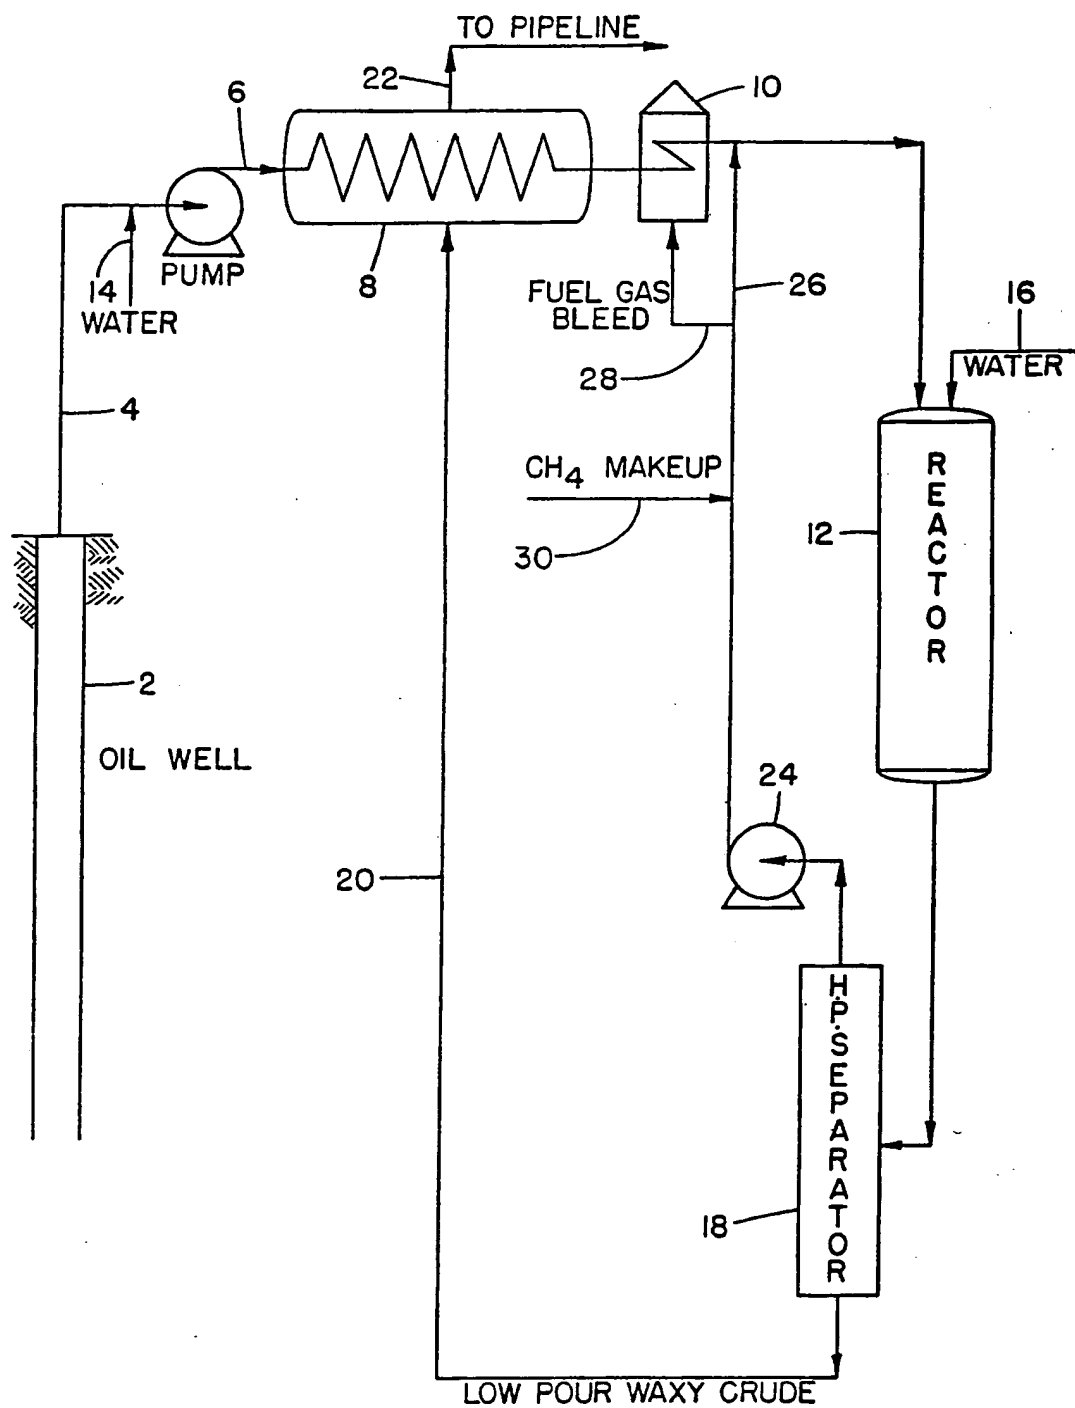 TO PIPELINE
22
10
6
8
PUMP
14
WATER
FUEL GAS
BLEED
26
28
16
WATER
4
CH4 MAKEUP
30
12
REACTOR
2
OIL WELL
24
20
H.P. SEPARATOR
18
LOW POUR WAXY CRUDE